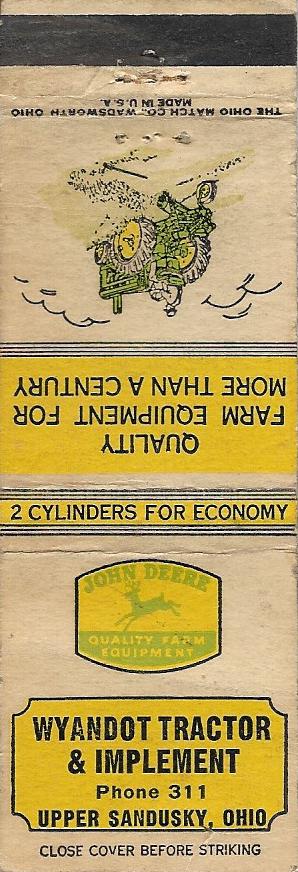 THE OHIO MATCH CO. WADSWORTH OHIO
MADE IN U.S.A.
QUALITY
FARM EQUIPMENT FOR
MORE THAN A CENTURY
2 CYLINDERS FOR ECONOMY
JOHN DEERE
QUALITY FARM
EQUIPMENT
WYANDOT TRACTOR
& IMPLEMENT
Phone 311
UPPER SANDUSKY, OHIO
CLOSE COVER BEFORE STRIKING